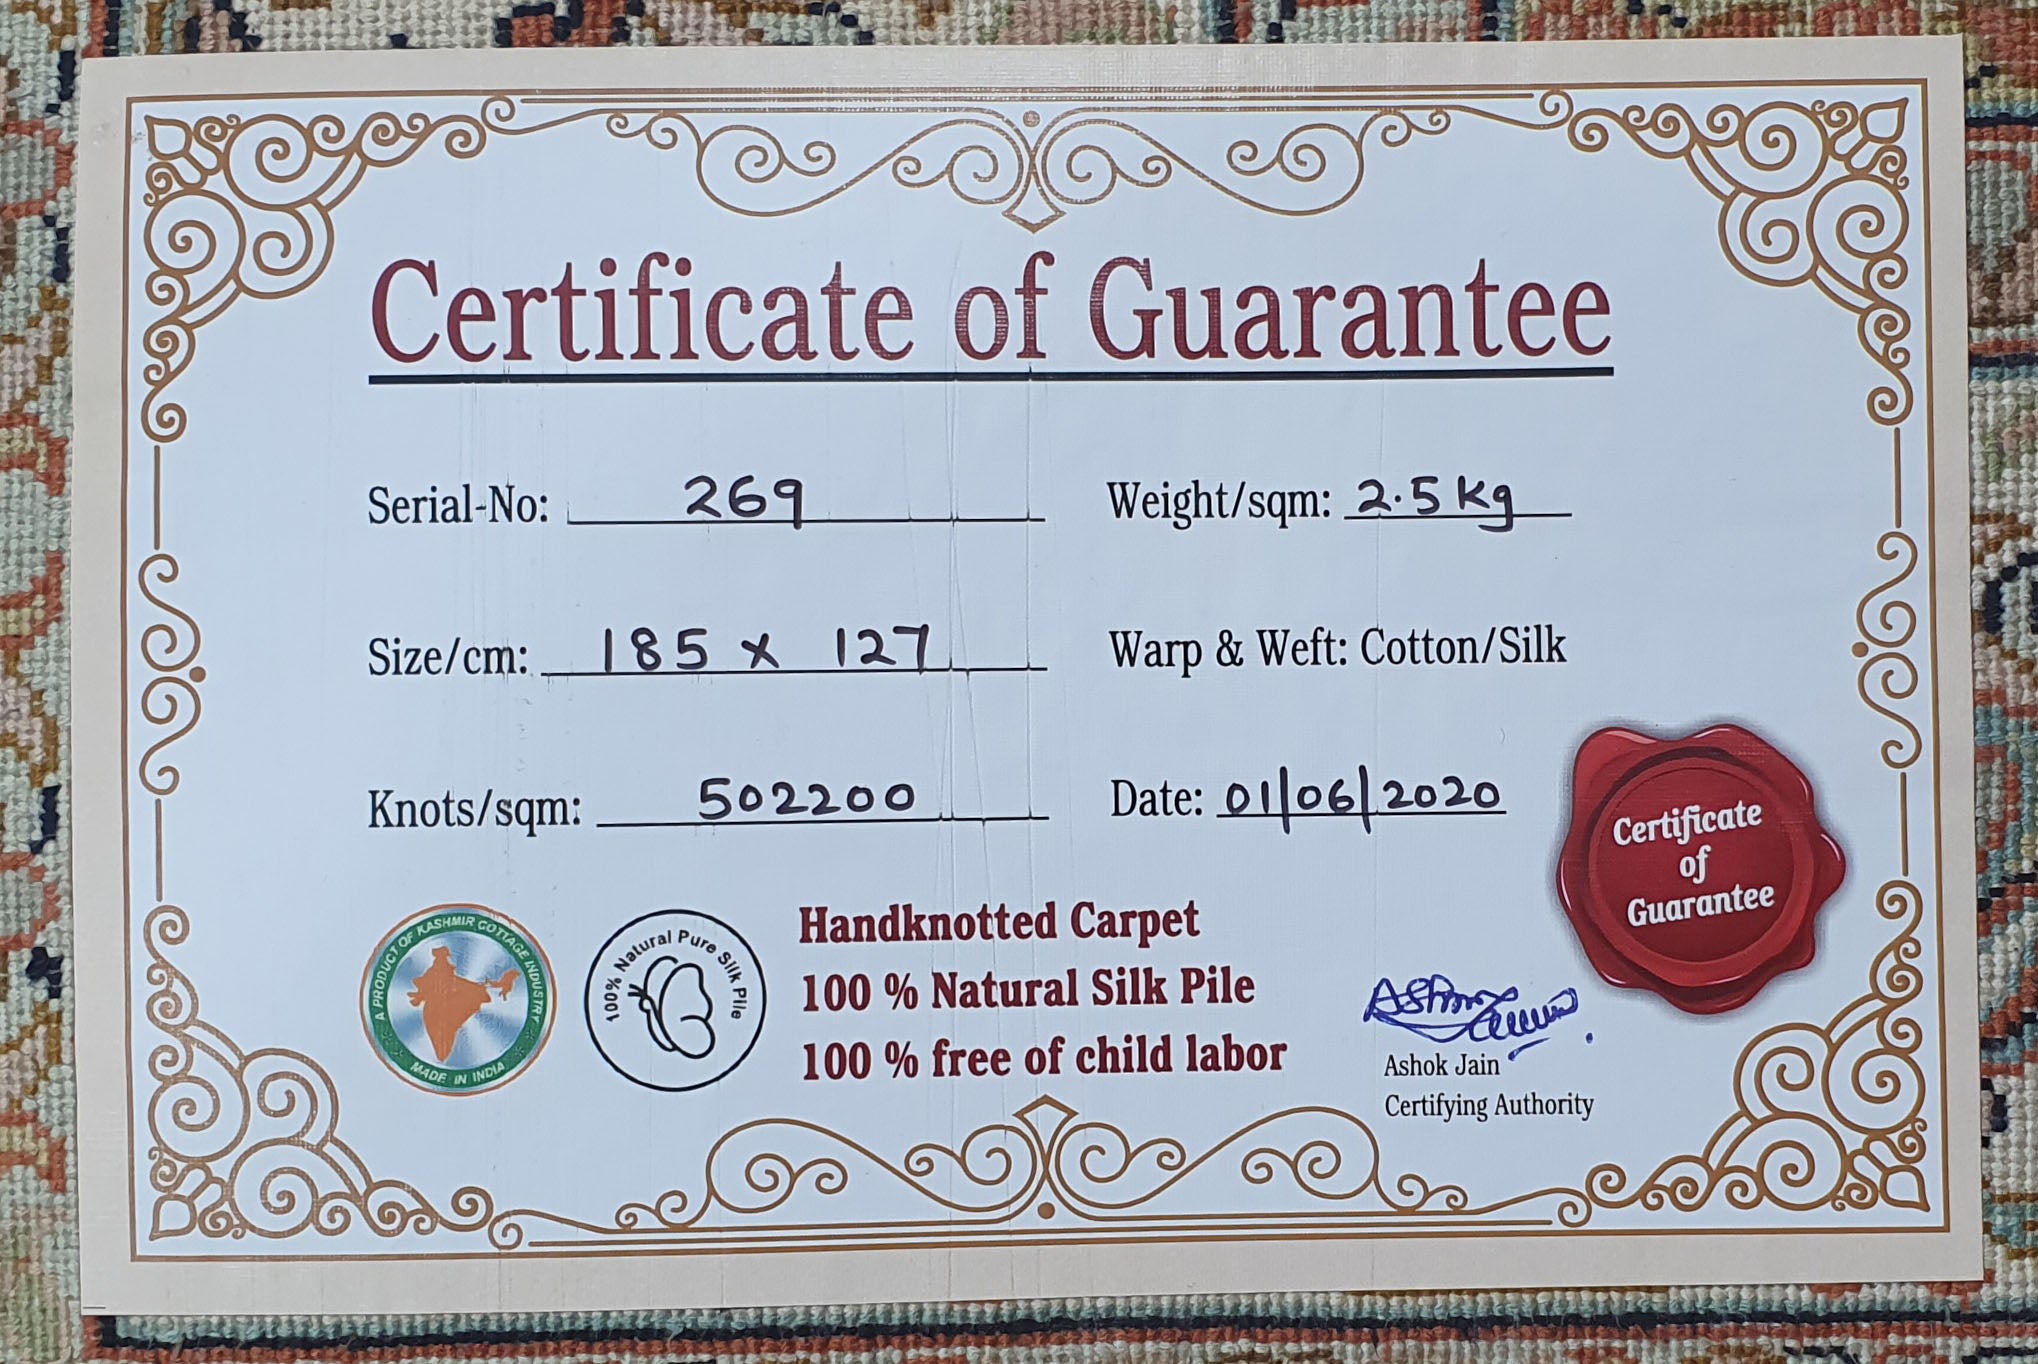 Certificate of Guarantee
Serial-No: 269
Weight/sqm: 2.5 kg
Size/cm: 185 x 127
Warp & Weft: Cotton/Silk
Knots/sqm: 502200
Date: 01/06/2020
Certificate
of
Guarantee
A PRODUCT OF KASHMIR COTTAGE INDUSTRY
MADE IN INDIA
100% Natural Pure Silk Pile
Handknotted Carpet
100 % Natural Silk Pile
100 % free of child labor
Ashok Jain
Certifying Authority